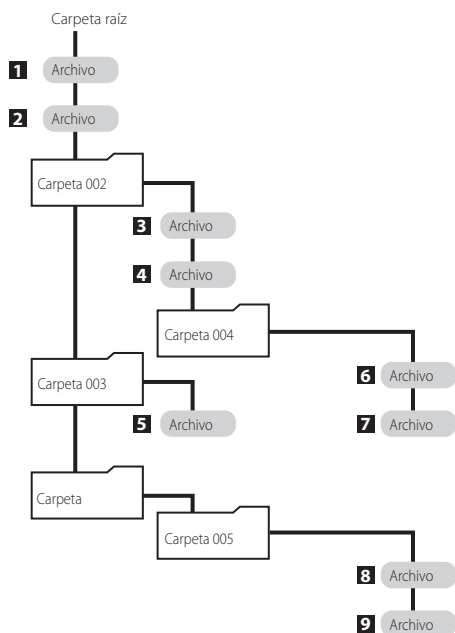 Carpeta raíz
1 Archivo
2 Archivo
Carpeta 002
3 Archivo
4 Archivo
Carpeta 004
Carpeta 003
6 Archivo
5 Archivo
7 Archivo
Carpeta
Carpeta 005
8 Archivo
9 Archivo